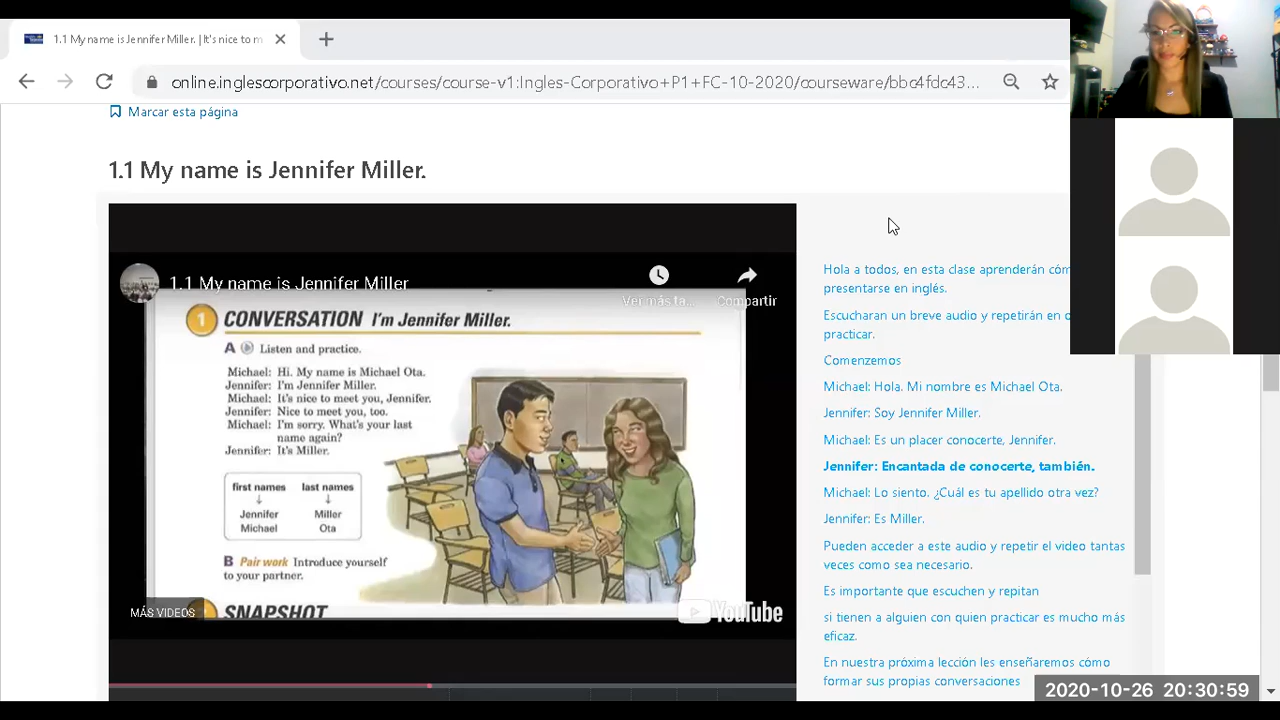 1.1 My name is Jennifer Miller. | It's nice to m
online.inglescorporativo.net/courses/course-v1:Ingles-Corporativo+P1+FC-10-2020/courseware/bbc4fdc43...
Marcar esta página
1.1 My name is Jennifer Miller.
1.1 My name is Jennifer Miller
Ver más ta...
Compartir
1 CONVERSATION I'm Jennifer Miller.
A Listen and practice.
Michael: Hi. My name is Michael Ota.
Jennifer: I'm Jennifer Miller.
Michael: It's nice to meet you, Jennifer.
Jennifer: Nice to meet you, too.
Michael: I'm sorry. What's your last
name again?
Jennifer: It's Miller.
first names last names
↓ ↓
Jennifer Miller
Michael Ota
B Pair work Introduce yourself
to your partner.
SNAPSHOT
MÁS VIDEOS
YouTube
Hola a todos, en esta clase aprenderán cóm
presentarse en inglés.
Escucharan un breve audio y repetirán en
practicar.
Comenzemos
Michael: Hola. Mi nombre es Michael Ota.
Jennifer: Soy Jennifer Miller.
Michael: Es un placer conocerte, Jennifer.
Jennifer: Encantada de conocerte, también.
Michael: Lo siento. ¿Cuál es tu apellido otra vez?
Jennifer: Es Miller.
Pueden acceder a este audio y repetir el video tantas
veces como sea necesario.
Es importante que escuchen y repitan
si tienen a alguien con quien practicar es mucho más
eficaz.
En nuestra próxima lección les enseñaremos cómo
formar sus propias conversaciones
2020-10-26 20:30:59